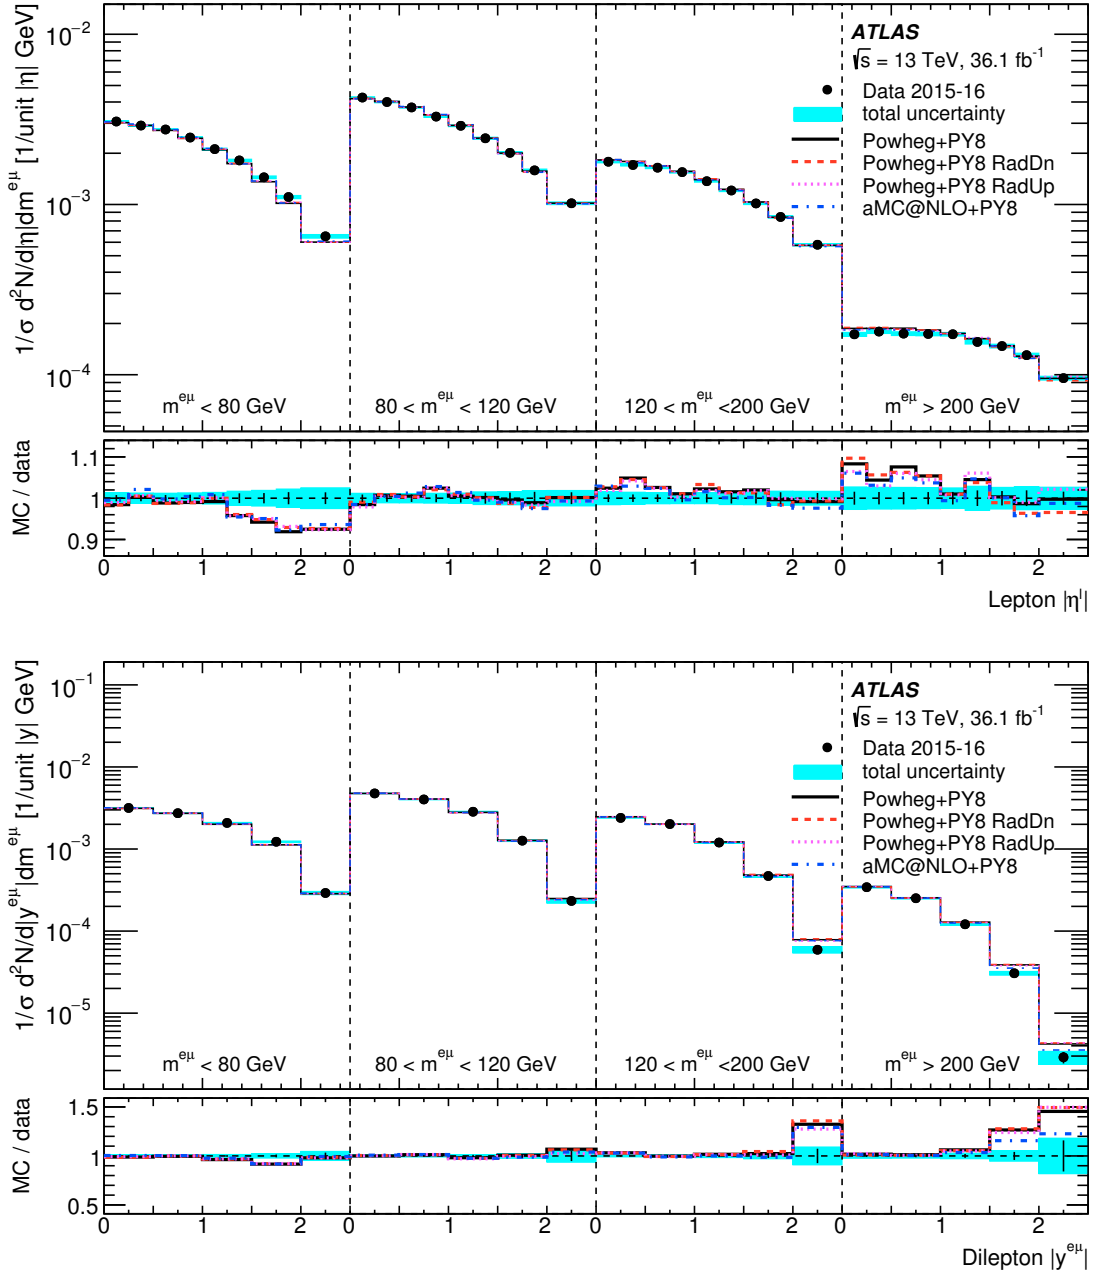 1/σ d²N/d|η|dm^eμ [1/unit |η| GeV]
10⁻²
10⁻³
10⁻⁴
ATLAS
√s = 13 TeV, 36.1 fb⁻¹
Data 2015-16
total uncertainty
Powheg+PY8
Powheg+PY8 RadDn
Powheg+PY8 RadUp
aMC@NLO+PY8
m^eμ < 80 GeV
80 < m^eμ < 120 GeV
120 < m^eμ <200 GeV
m^eμ > 200 GeV
MC / data
1.1
1
0.9
0 1 2 0 1 2 0 1 2 0 1 2
Lepton |η^l|
1/σ d²N/d|y^eμ|dm^eμ [1/unit |y| GeV]
10⁻¹
10⁻²
10⁻³
10⁻⁴
10⁻⁵
ATLAS
√s = 13 TeV, 36.1 fb⁻¹
Data 2015-16
total uncertainty
Powheg+PY8
Powheg+PY8 RadDn
Powheg+PY8 RadUp
aMC@NLO+PY8
m^eμ < 80 GeV
80 < m^eμ < 120 GeV
120 < m^eμ <200 GeV
m^eμ > 200 GeV
MC / data
1.5
1
0.5
0 1 2 0 1 2 0 1 2 0 1 2
Dilepton |y^eμ|